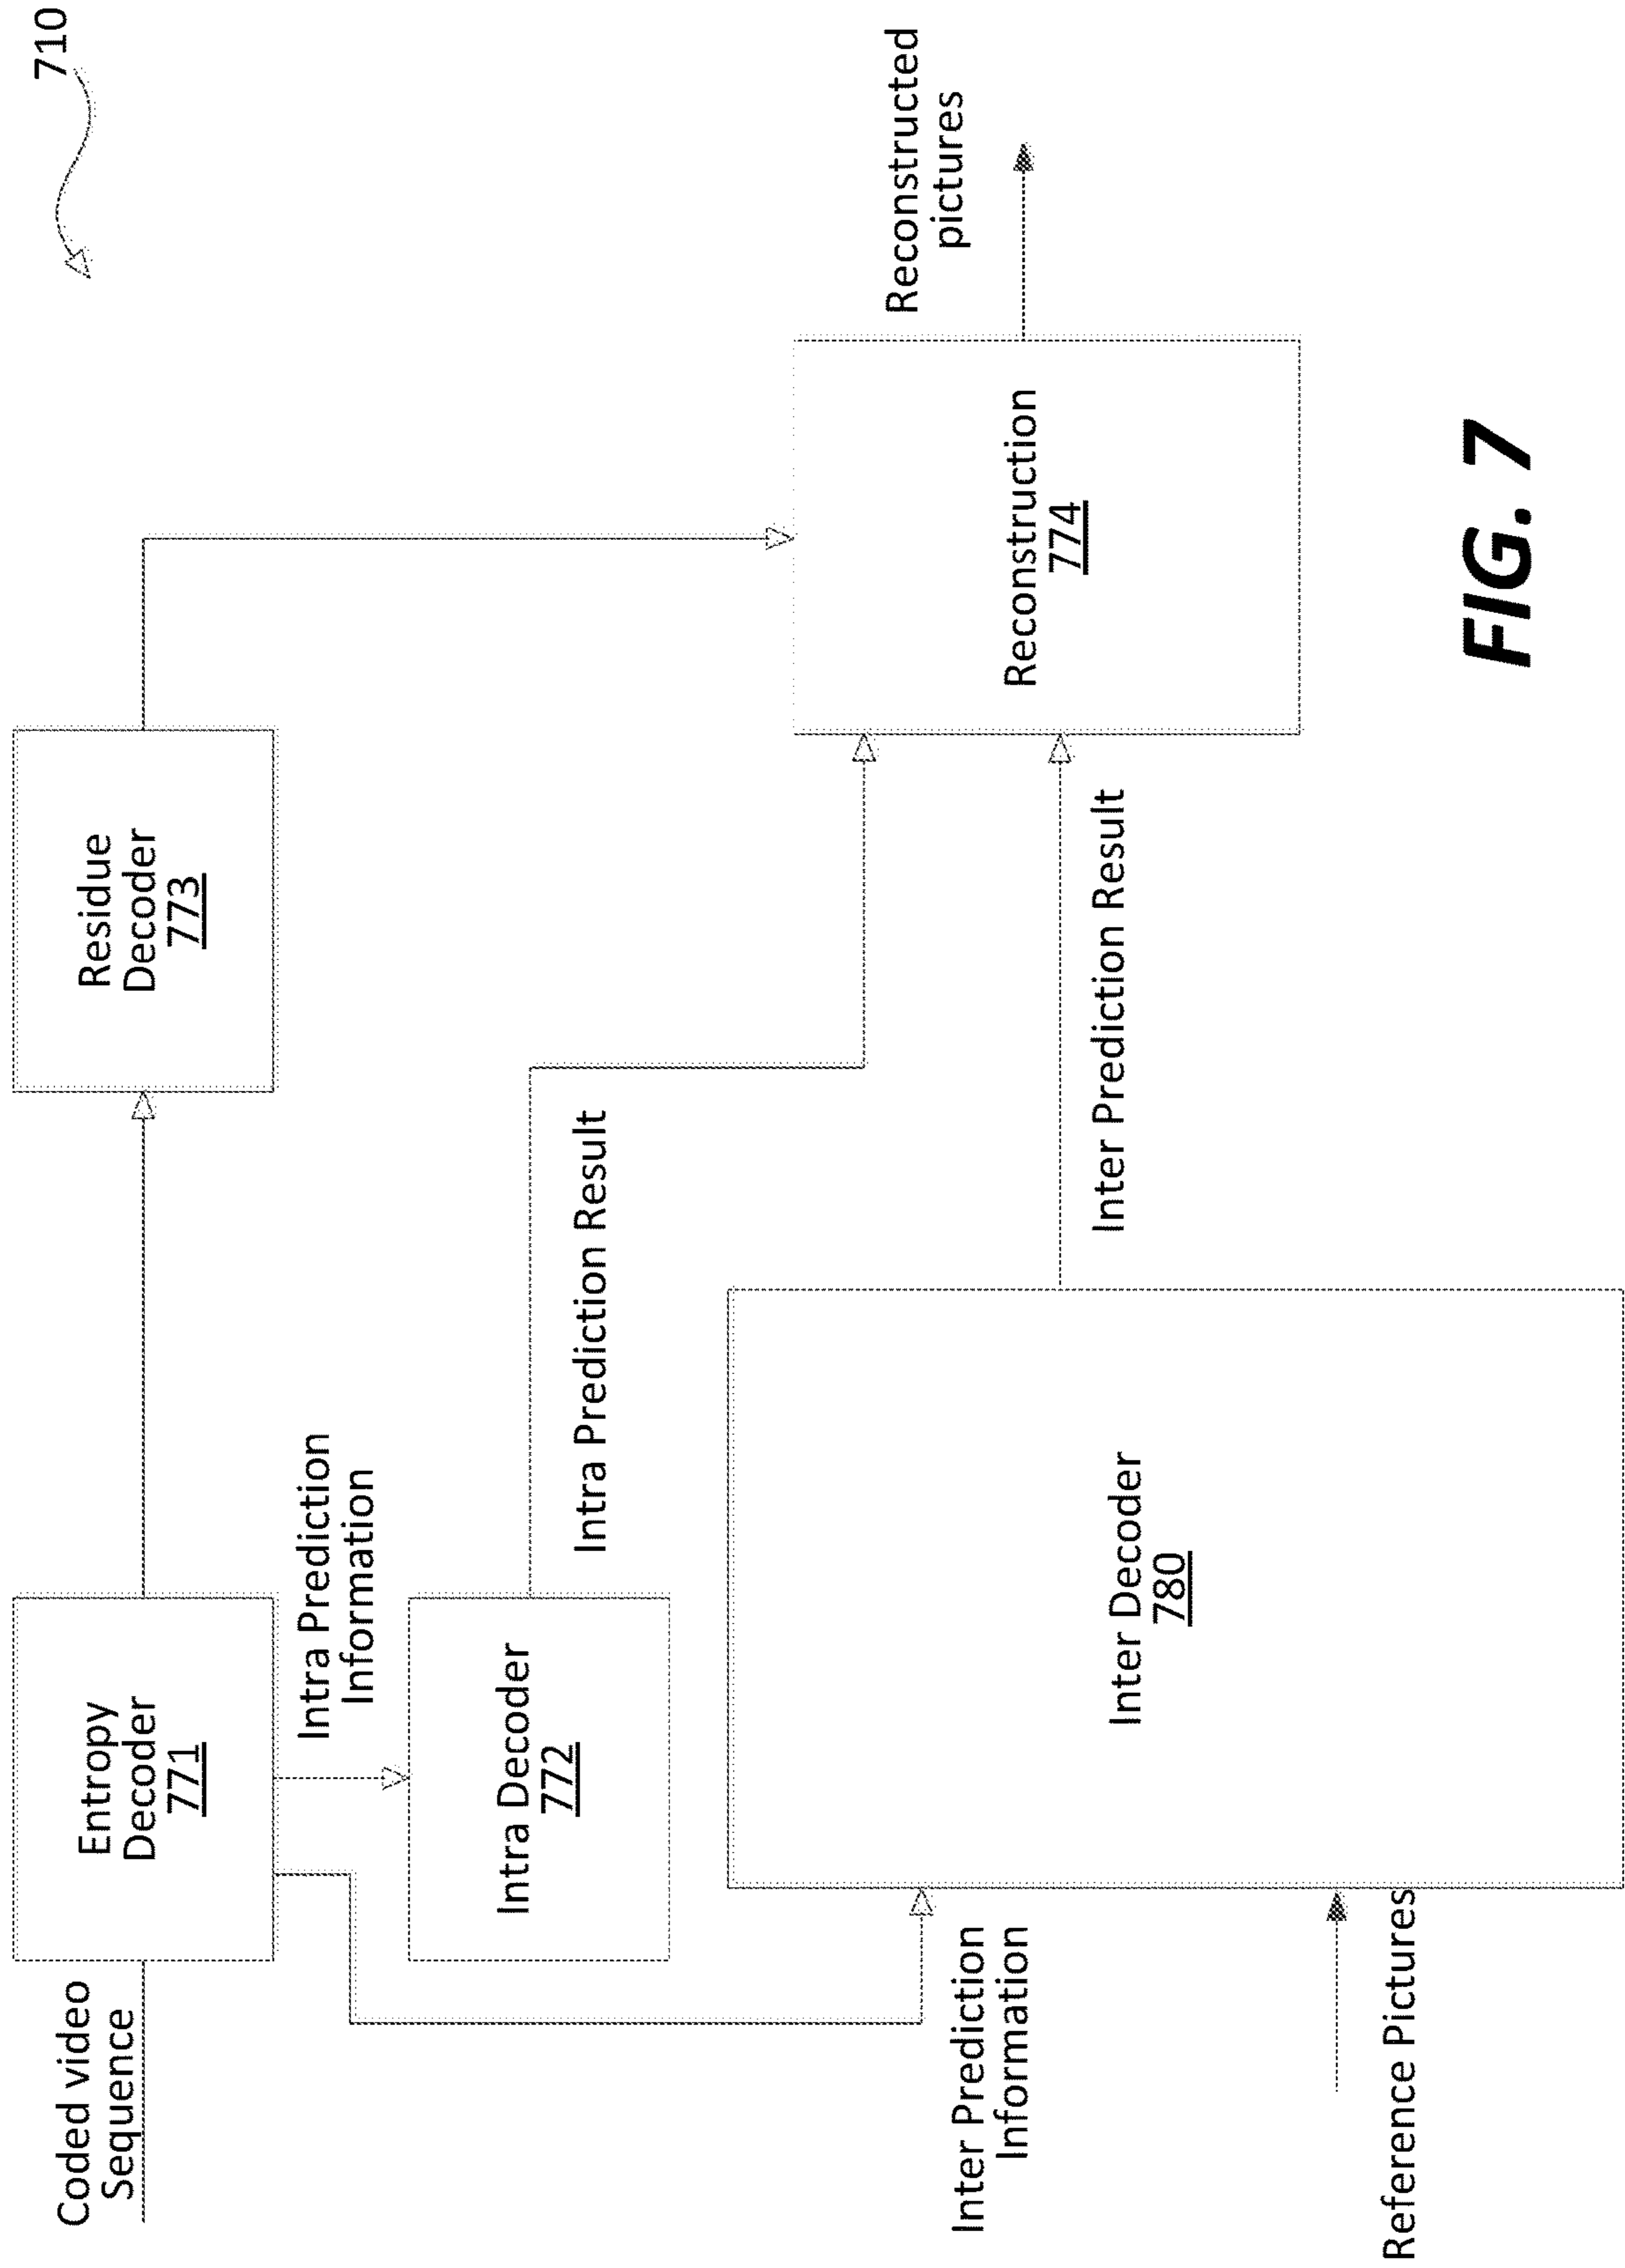 710
Coded video
Sequence
Entropy
Decoder
771
Residue
Decoder
773
Intra Prediction
Information
Intra Decoder
772
Intra Prediction Result
Reconstructed
pictures
Reconstruction
774
Inter Prediction
Information
Inter Decoder
780
Inter Prediction Result
Reference Pictures
FIG. 7